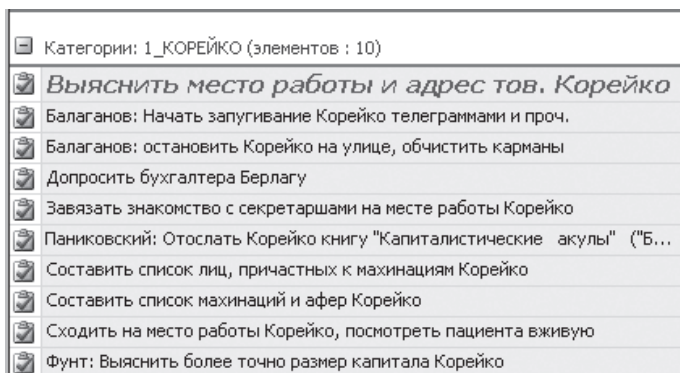 Категории: 1_КОРЕЙКО (элементов : 10)
Выяснить место работы и адрес тов. Корейко
Балаганов: Начать запугивание Корейко телеграммами и проч.
Балаганов: остановить Корейко на улице, обчистить карманы
Допросить бухгалтера Берлагу
Завязать знакомство с секретаршами на месте работы Корейко
Паниковский: Отослать Корейко книгу "Капиталистические акулы" ("Б...
Составить список лиц, причастных к махинациям Корейко
Составить список махинаций и афер Корейко
Сходить на место работы Корейко, посмотреть пациента вживую
Фунт: Выяснить более точно размер капитала Корейко